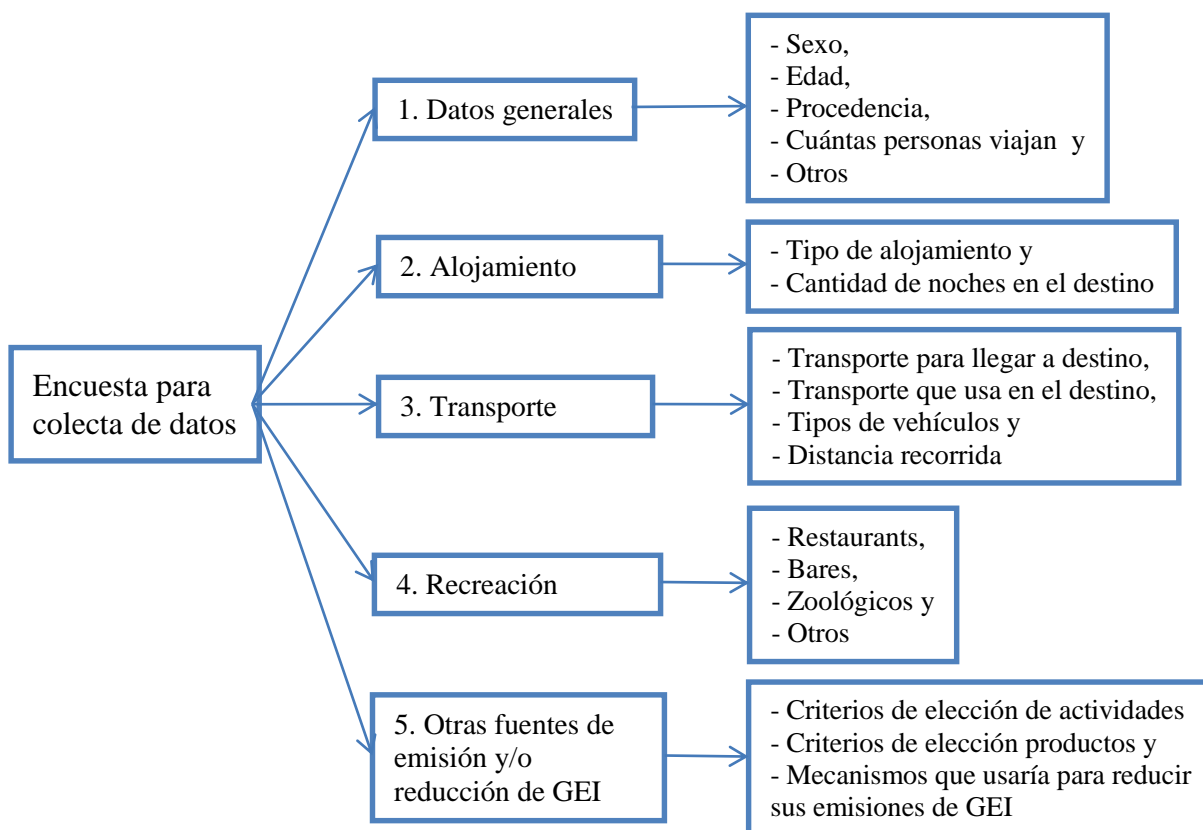 Encuesta para
colecta de datos
1. Datos generales
- Sexo,
- Edad,
- Procedencia,
- Cuántas personas viajan  y
- Otros
2. Alojamiento
- Tipo de alojamiento y
- Cantidad de noches en el destino
3. Transporte
- Transporte para llegar a destino,
- Transporte que usa en el destino,
- Tipos de vehículos y
- Distancia recorrida
4. Recreación
- Restaurants,
- Bares,
- Zoológicos y
- Otros
5. Otras fuentes de
emisión y/o
reducción de GEI
- Criterios de elección de actividades
- Criterios de elección productos y
- Mecanismos que usaría para reducir
sus emisiones de GEI